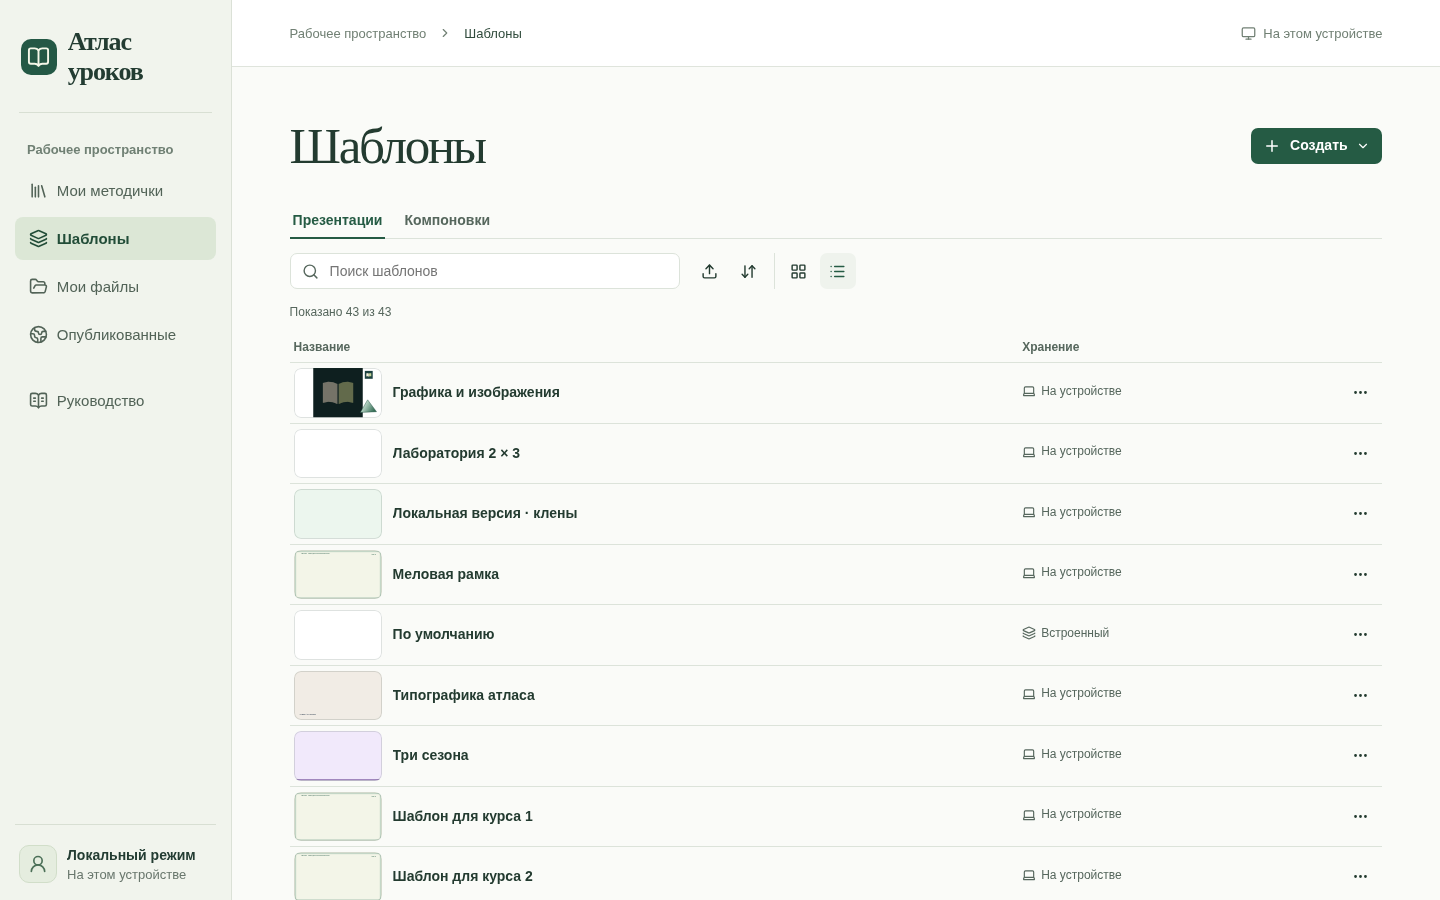 Атлас
уроков
Рабочее пространство
Мои методички
Шаблоны
Мои файлы
Опубликованные
Руководство
Локальный режим
На этом устройстве
Рабочее пространство > Шаблоны
На этом устройстве
Шаблоны
Создать
Презентации Компоновки
Поиск шаблонов
Показано 43 из 43
Название Хранение
Графика и изображения На устройстве
Лаборатория 2 × 3 На устройстве
Локальная версия · клены На устройстве
Меловая рамка На устройстве
По умолчанию Встроенный
Типографика атласа На устройстве
Три сезона На устройстве
Шаблон для курса 1 На устройстве
Шаблон для курса 2 На устройстве